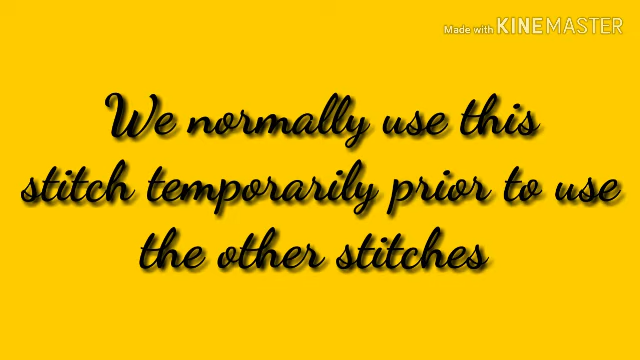 Made with KINEMASTER
We normally use this
stitch temporarily prior to use
the other stitches